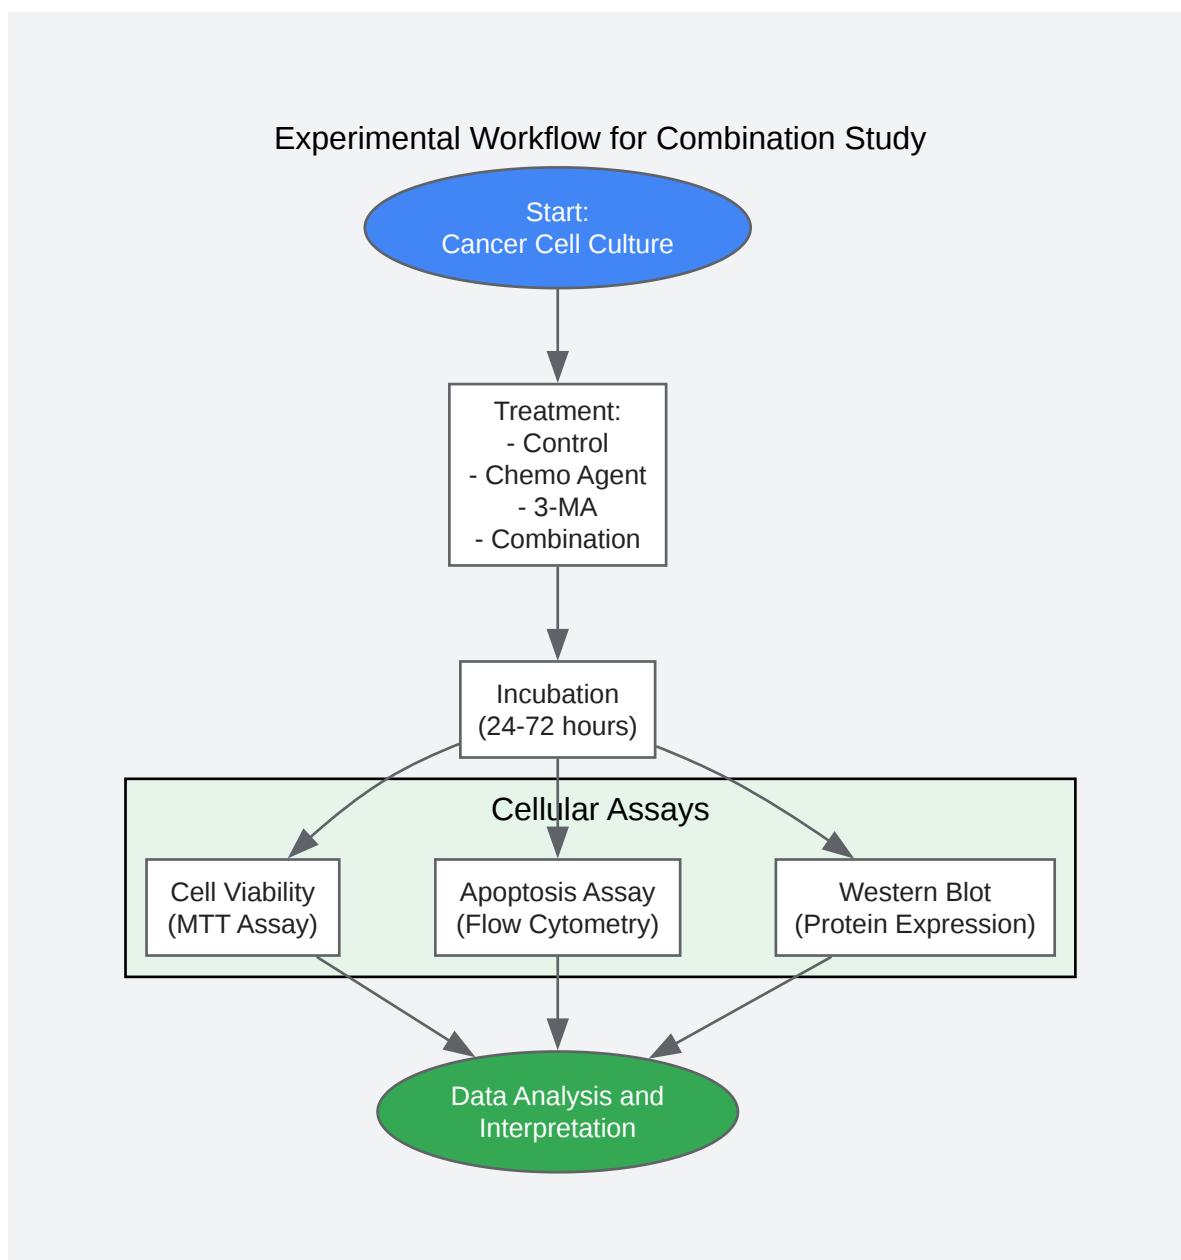 Experimental Workflow for Combination Study
Start:
Cancer Cell Culture
Treatment:
- Control
- Chemo Agent
- 3-MA
- Combination
Incubation
(24-72 hours)
Cellular Assays
Cell Viability
(MTT Assay)
Apoptosis Assay
(Flow Cytometry)
Western Blot
(Protein Expression)
Data Analysis and
Interpretation